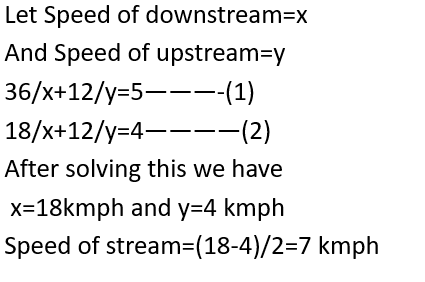 Let Speed of downstream=x
And Speed of upstream=y
36/x+12/y=5———-(1)
18/x+12/y=4————(2)
After solving this we have
x=18kmph and y=4 kmph
Speed of stream=(18-4)/2=7 kmph